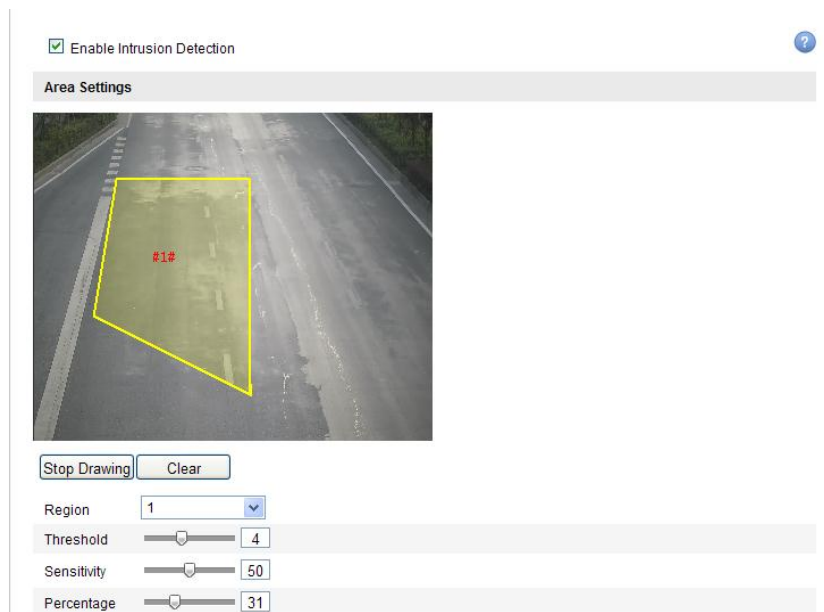 Enable Intrusion Detection
?
Area Settings
#1#
Stop Drawing Clear
Region 1
Threshold 4
Sensitivity 50
Percentage 31